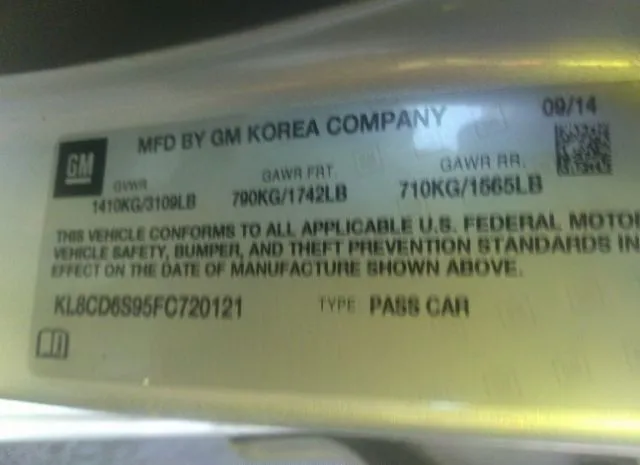 09/14
GM
MFD BY GM KOREA COMPANY
GVWR GAWR FRT. GAWR RR.
1410KG/3109LB 790KG/1742LB 710KG/1565LB
THIS VEHICLE CONFORMS TO ALL APPLICABLE U.S. FEDERAL MOTO
VEHICLE SAFETY, BUMPER, AND THEFT PREVENTION STANDARDS IN
EFFECT ON THE DATE OF MANUFACTURE SHOWN ABOVE.
KL8CD6S95FC720121 TYPE PASS CAR